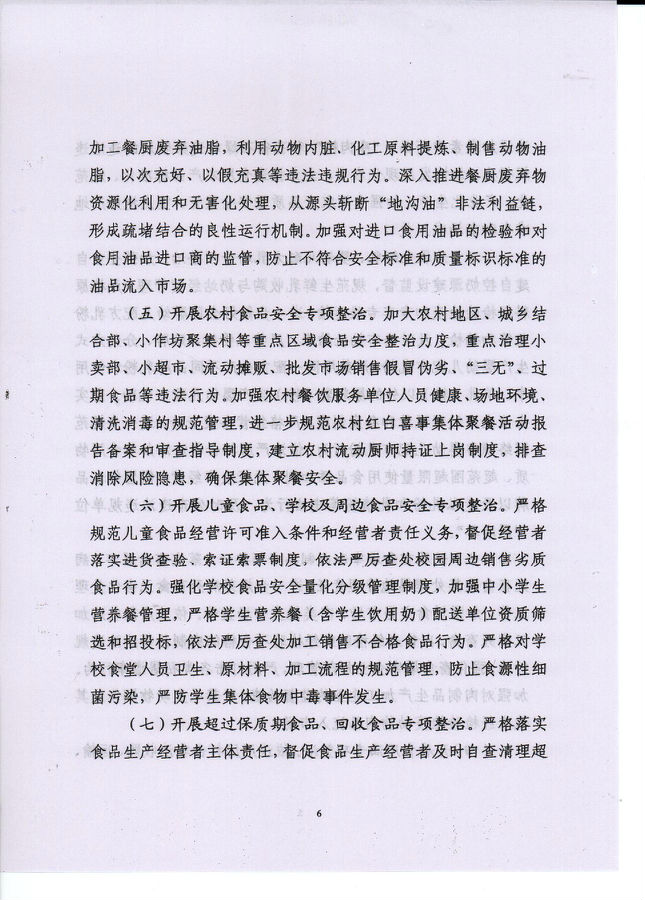 加工餐厨废弃油脂，利用动物内脏、化工原料提炼、制售动物油
脂，以次充好、以假充真等违法违规行为。深入推进餐厨废弃物
资源化利用和无害化处理，从源头斩断“地沟油”非法利益链，
形成疏堵结合的良性运行机制。加强对进口食用油品的检验和对
食用油品进口商的监管，防止不符合安全标准和质量标识标准的
油品流入市场。
（五）开展农村食品安全专项整治。加大农村地区、城乡结
合部、小作坊聚集村等重点区域食品安全整治力度，重点治理小
卖部、小超市、流动摊贩、批发市场销售假冒伪劣、“三无”、过
期食品等违法行为。加强农村餐饮服务单位人员健康、场地环境、
清洗消毒的规范管理，进一步规范农村红白喜事集体聚餐活动报
告备案和审查指导制度，建立农村流动厨师持证上岗制度，排查
消除风险隐患，确保集体聚餐安全。
（六）开展儿童食品、学校及周边食品安全专项整治。严格
规范儿童食品经营许可准入条件和经营者责任义务，督促经营者
落实进货查验、索证索票制度，依法严厉查处校园周边销售劣质
食品行为。强化学校食品安全量化分级管理制度，加强中小学生
营养餐管理，严格学生营养餐（含学生饮用奶）配送单位资质筛
选和招投标，依法严厉查处加工销售不合格食品行为。严格对学
校食堂人员卫生、原材料、加工流程的规范管理，防止食源性细
菌污染，严防学生集体食物中毒事件发生。
（七）开展超过保质期食品、回收食品专项整治。严格落实
食品生产经营者主体责任，督促食品生产经营者及时自查清理超
6